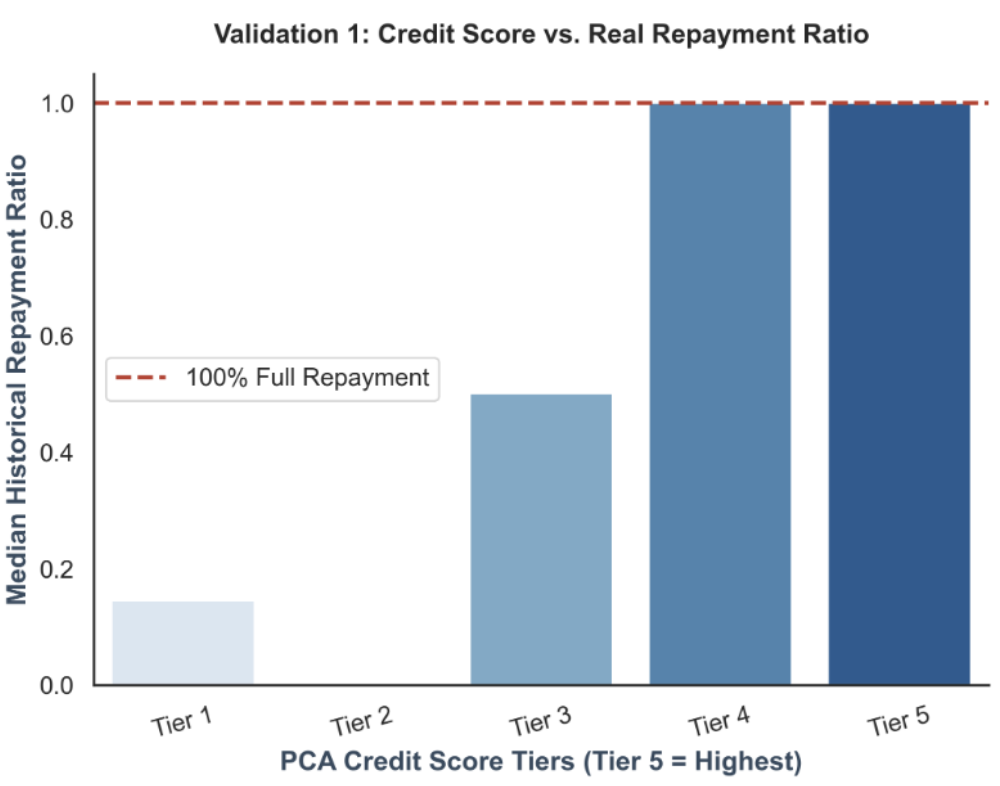 Validation 1: Credit Score vs. Real Repayment Ratio
Median Historical Repayment Ratio
1.0
0.8
0.6
0.4
0.2
0.0
100% Full Repayment
Tier 1
Tier 2
Tier 3
Tier 4
Tier 5
PCA Credit Score Tiers (Tier 5 = Highest)